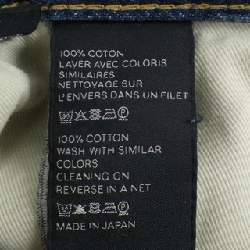 100% COTON
LAVER AVEC COLORIS
SIMILAIRES
NETTOYAGE SUR
L'ENVERS DANS UN FILET
100% COTTON
WASH WITH SIMILAR
COLORS
CLEANING ON
REVERSE IN A NET
MADE IN JAPAN